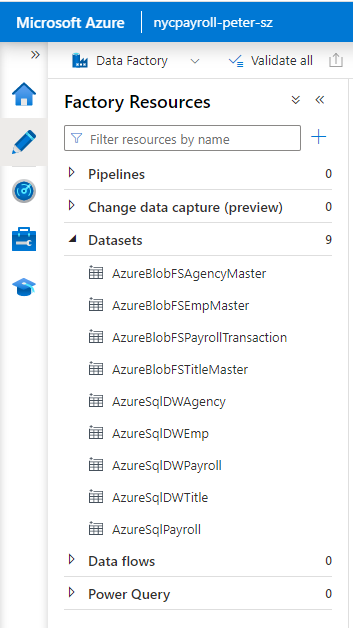 Microsoft Azure nycpayroll-peter-sz
Data Factory Validate all
Factory Resources
Filter resources by name
Pipelines 0
Change data capture (preview) 0
Datasets 9
AzureBlobFSAgencyMaster
AzureBlobFSEmpMaster
AzureBlobFSPayrollTransaction
AzureBlobFSTitleMaster
AzureSqlDWAgency
AzureSqlDWEmp
AzureSqlDWPayroll
AzureSqlDWTitle
AzureSqlPayroll
Data flows 0
Power Query 0